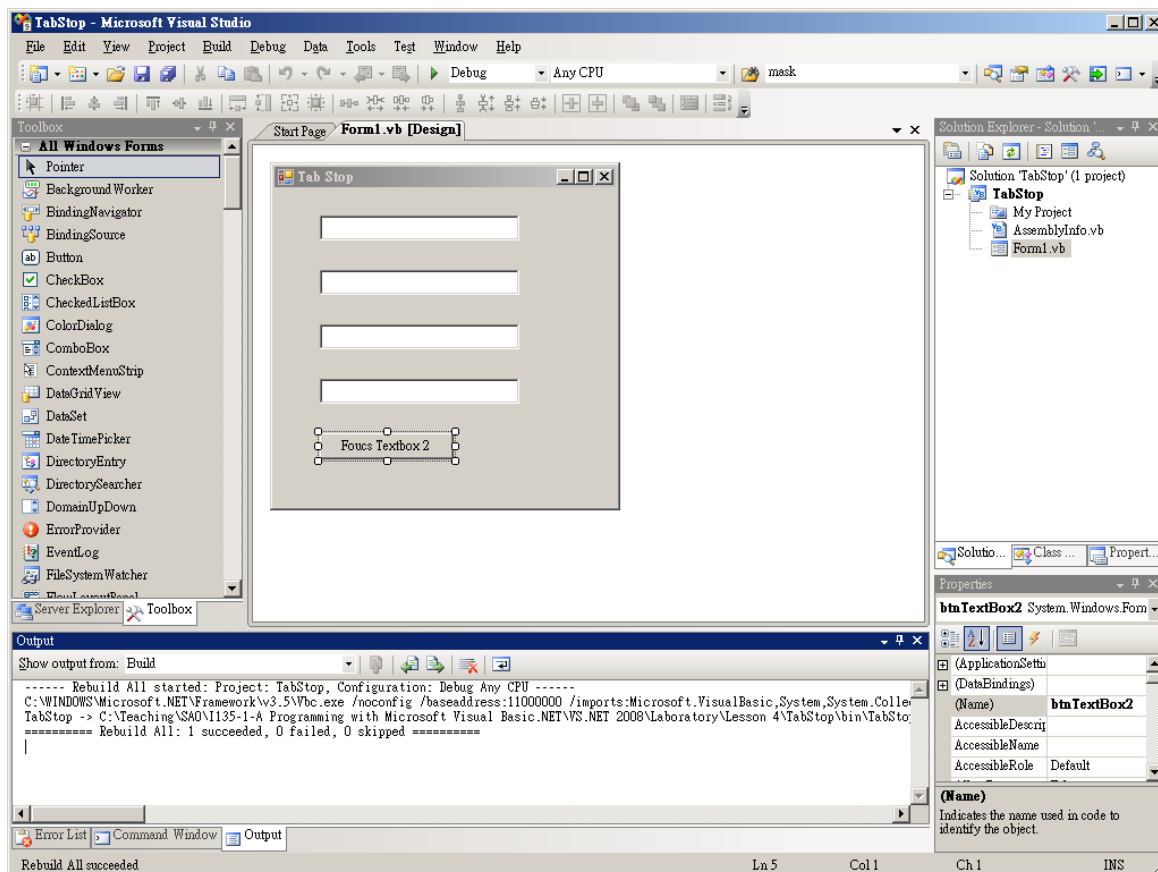 TabStop - Microsoft Visual Studio
File Edit View Project Build Debug Data Tools Test Window Help
Debug Any CPU mask
Toolbox
All Windows Forms
Pointer
BackgroundWorker
BindingNavigator
BindingSource
Button
CheckBox
CheckedListBox
ColorDialog
ComboBox
ContextMenuStrip
DataGridView
DataSet
DateTimePicker
DirectoryEntry
DirectorySearcher
DomainUpDown
ErrorProvider
EventLog
FileSystemWatcher
FlowLayoutPanel
Server Explorer Toolbox
Start Page Form1.vb [Design]
Tab Stop
Foucs Textbox 2
Solution Explorer - Solution '...
Solution 'TabStop' (1 project)
TabStop
My Project
AssemblyInfo.vb
Form1.vb
Solutio... Class ... Propert...
Properties
btnTextBox2 System.Windows.Form
(ApplicationSettin
(DataBindings)
(Name) btnTextBox2
AccessibleDescrip
AccessibleName
AccessibleRole Default
(Name)
Indicates the name used in code to
identify the object.
Output
Show output from: Build
------ Rebuild All started: Project: TabStop, Configuration: Debug Any CPU ------
C:\WINDOWS\Microsoft.NET\Framework\v3.5\Vbc.exe /noconfig /baseaddress:11000000 /imports:Microsoft.VisualBasic,System,System.Collec
TabStop -> C:\Teaching\SAO\I135-1-A Programming with Microsoft Visual Basic.NET\VS.NET 2008\Laboratory\Lesson 4\TabStop\bin\TabStop
========== Rebuild All: 1 succeeded, 0 failed, 0 skipped ==========
Error List Command Window Output
Rebuild All succeeded Ln 5 Col 1 Ch 1 INS